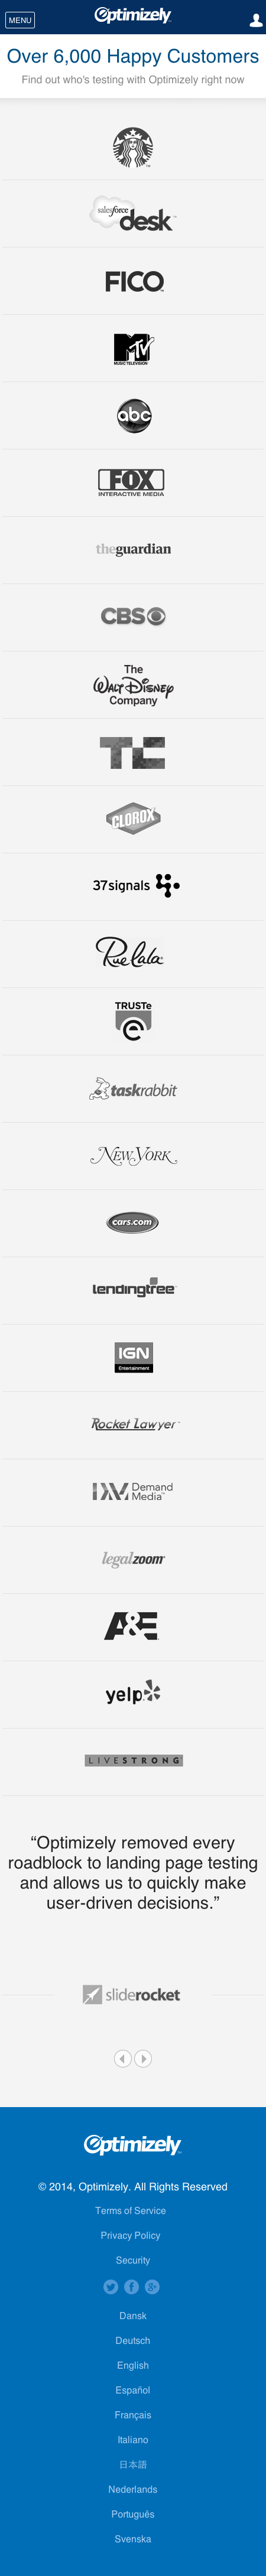 MENU
Optimizely
Over 6,000 Happy Customers
Find out who's testing with Optimizely right now
salesforce
desk
FICO
MTV
MUSIC TELEVISION
abc
FOX
INTERACTIVE MEDIA
theguardian
CBS
The
WALT DISNEY
Company
TC
CLOROX
37signals
Rue La La
TRUSTe
e
taskrabbit
NEW YORK
cars.com
lendingtree
IGN
Entertainment
Rocket Lawyer
DM Demand
Media
legalzoom
A&E
yelp
LIVESTRONG
“Optimizely removed every
roadblock to landing page testing
and allows us to quickly make
user-driven decisions.”
sliderocket
Optimizely
© 2014, Optimizely. All Rights Reserved
Terms of Service
Privacy Policy
Security
Dansk
Deutsch
English
Español
Français
Italiano
日本語
Nederlands
Português
Svenska